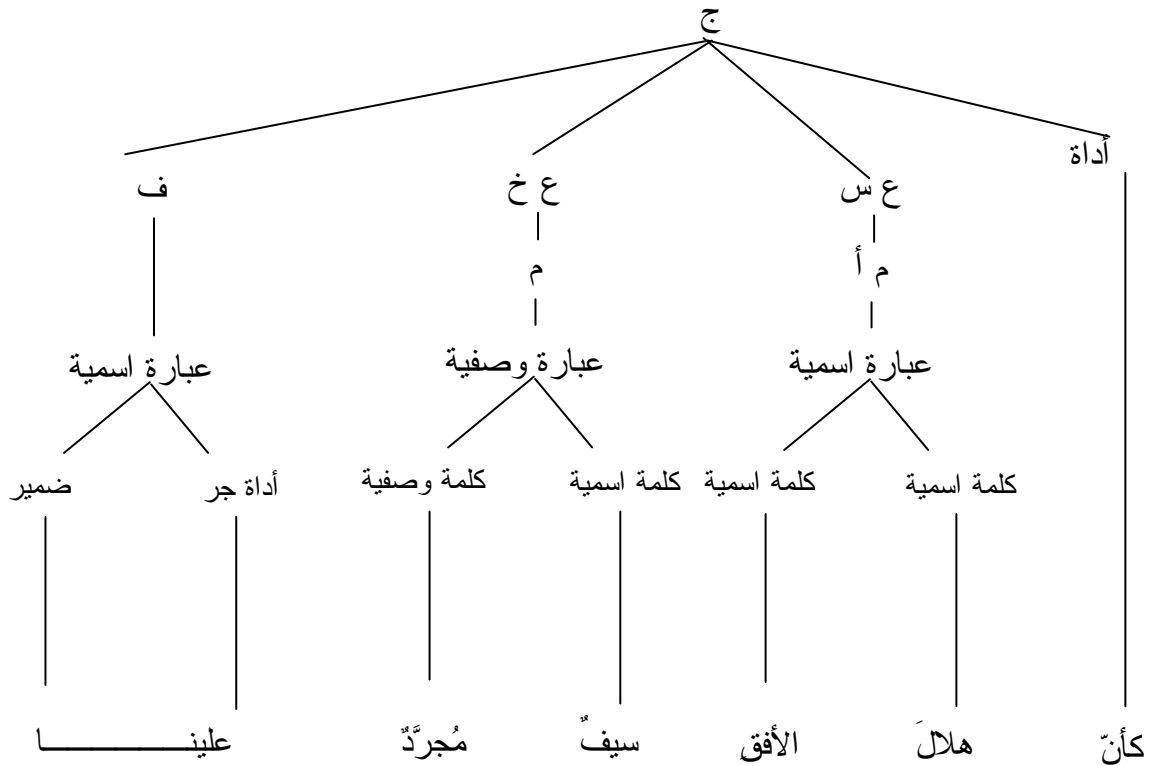 ج
أداة ع س ع خ ف
م أ م
عبارة اسمية عبارة وصفية عبارة اسمية
كلمة اسمية كلمة اسمية كلمة اسمية كلمة وصفية أداة جر ضمير
كأنّ هلالَ الأفقِ سيفٌ مُجرَّدٌ علينــــــــا